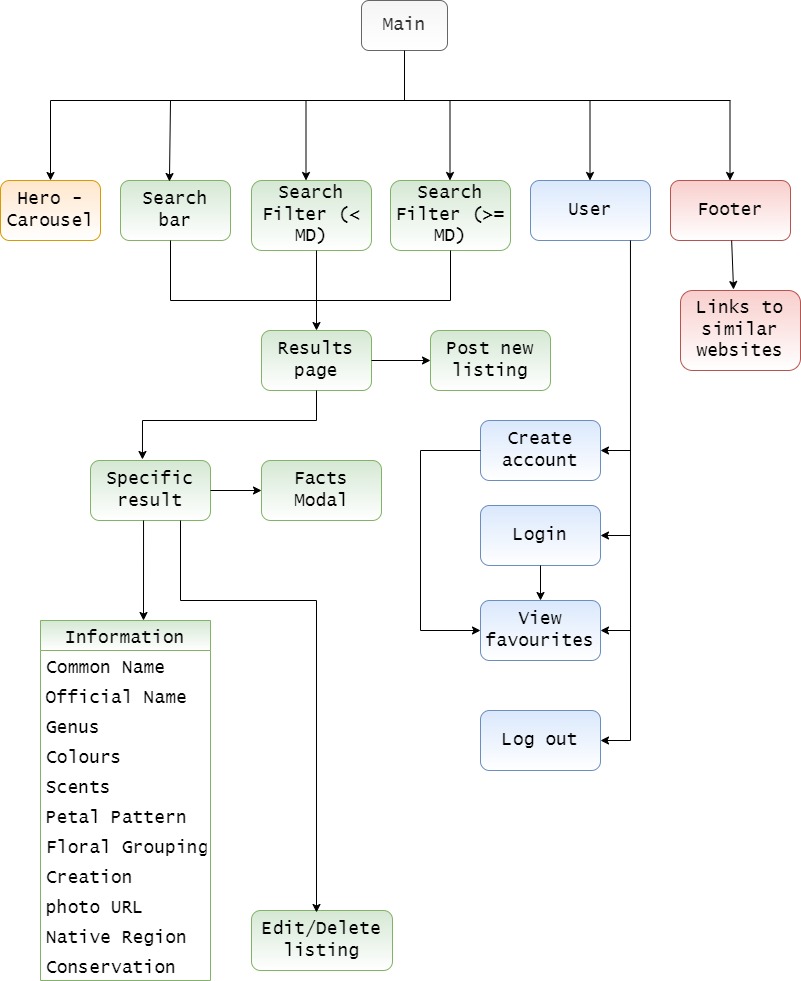 Main
Hero -
Carousel
Search
bar
Search
Filter (<
MD)
Search
Filter (>=
MD)
User
Footer
Links to
similar
websites
Results
page
Post new
listing
Create
account
Specific
result
Facts
Modal
Login
View
favourites
Log out
Information
Common Name
Official Name
Genus
Colours
Scents
Petal Pattern
Floral Grouping
Creation
photo URL
Native Region
Conservation
Edit/Delete
listing